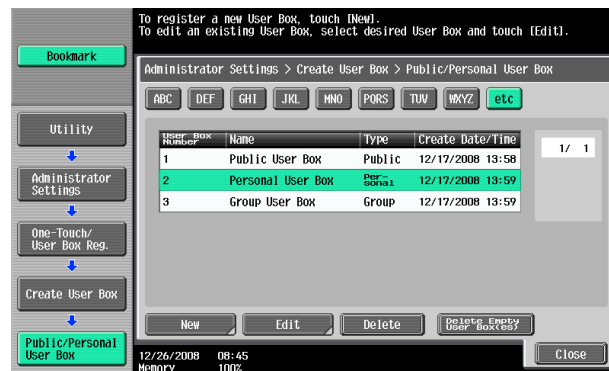 To register a new User Box, touch [New].
To edit an existing User Box, select desired User Box and touch [Edit].
Bookmark
Administrator Settings > Create User Box > Public/Personal User Box
ABC DEF GHI JKL MNO PQRS TUV WXYZ etc
Utility
Administrator
Settings
One-Touch/
User Box Reg.
Create User Box
Public/Personal
User Box
User Box
Number Name Type Create Date/Time
1 Public User Box Public 12/17/2008 13:58
2 Personal User Box Per-
sonal 12/17/2008 13:59
3 Group User Box Group 12/17/2008 13:59
1/ 1
New Edit Delete Delete Empty
User Box(es)
12/26/2008 08:45
Memory 100%
Close